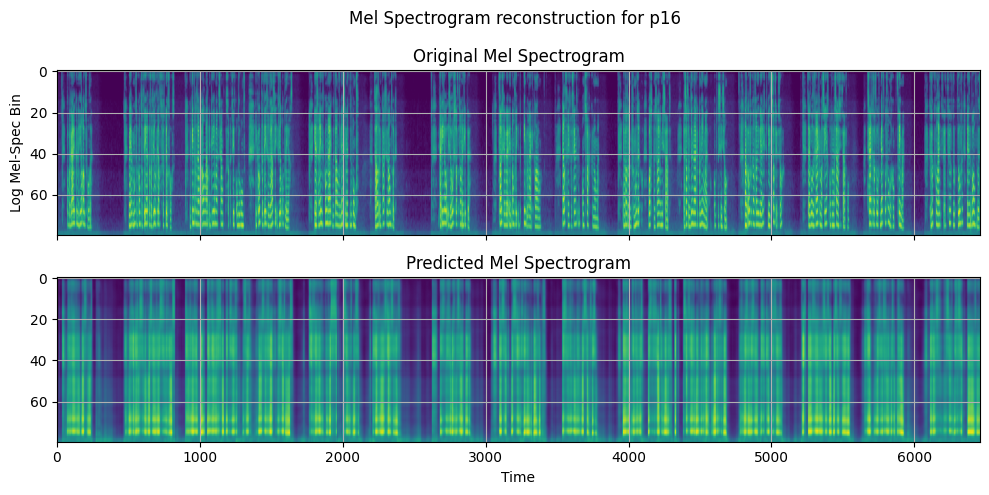 Mel Spectrogram reconstruction for p16
Original Mel Spectrogram
0
20
40
60
Log Mel-Spec Bin
Predicted Mel Spectrogram
0
20
40
60
0 1000 2000 3000 4000 5000 6000
Time